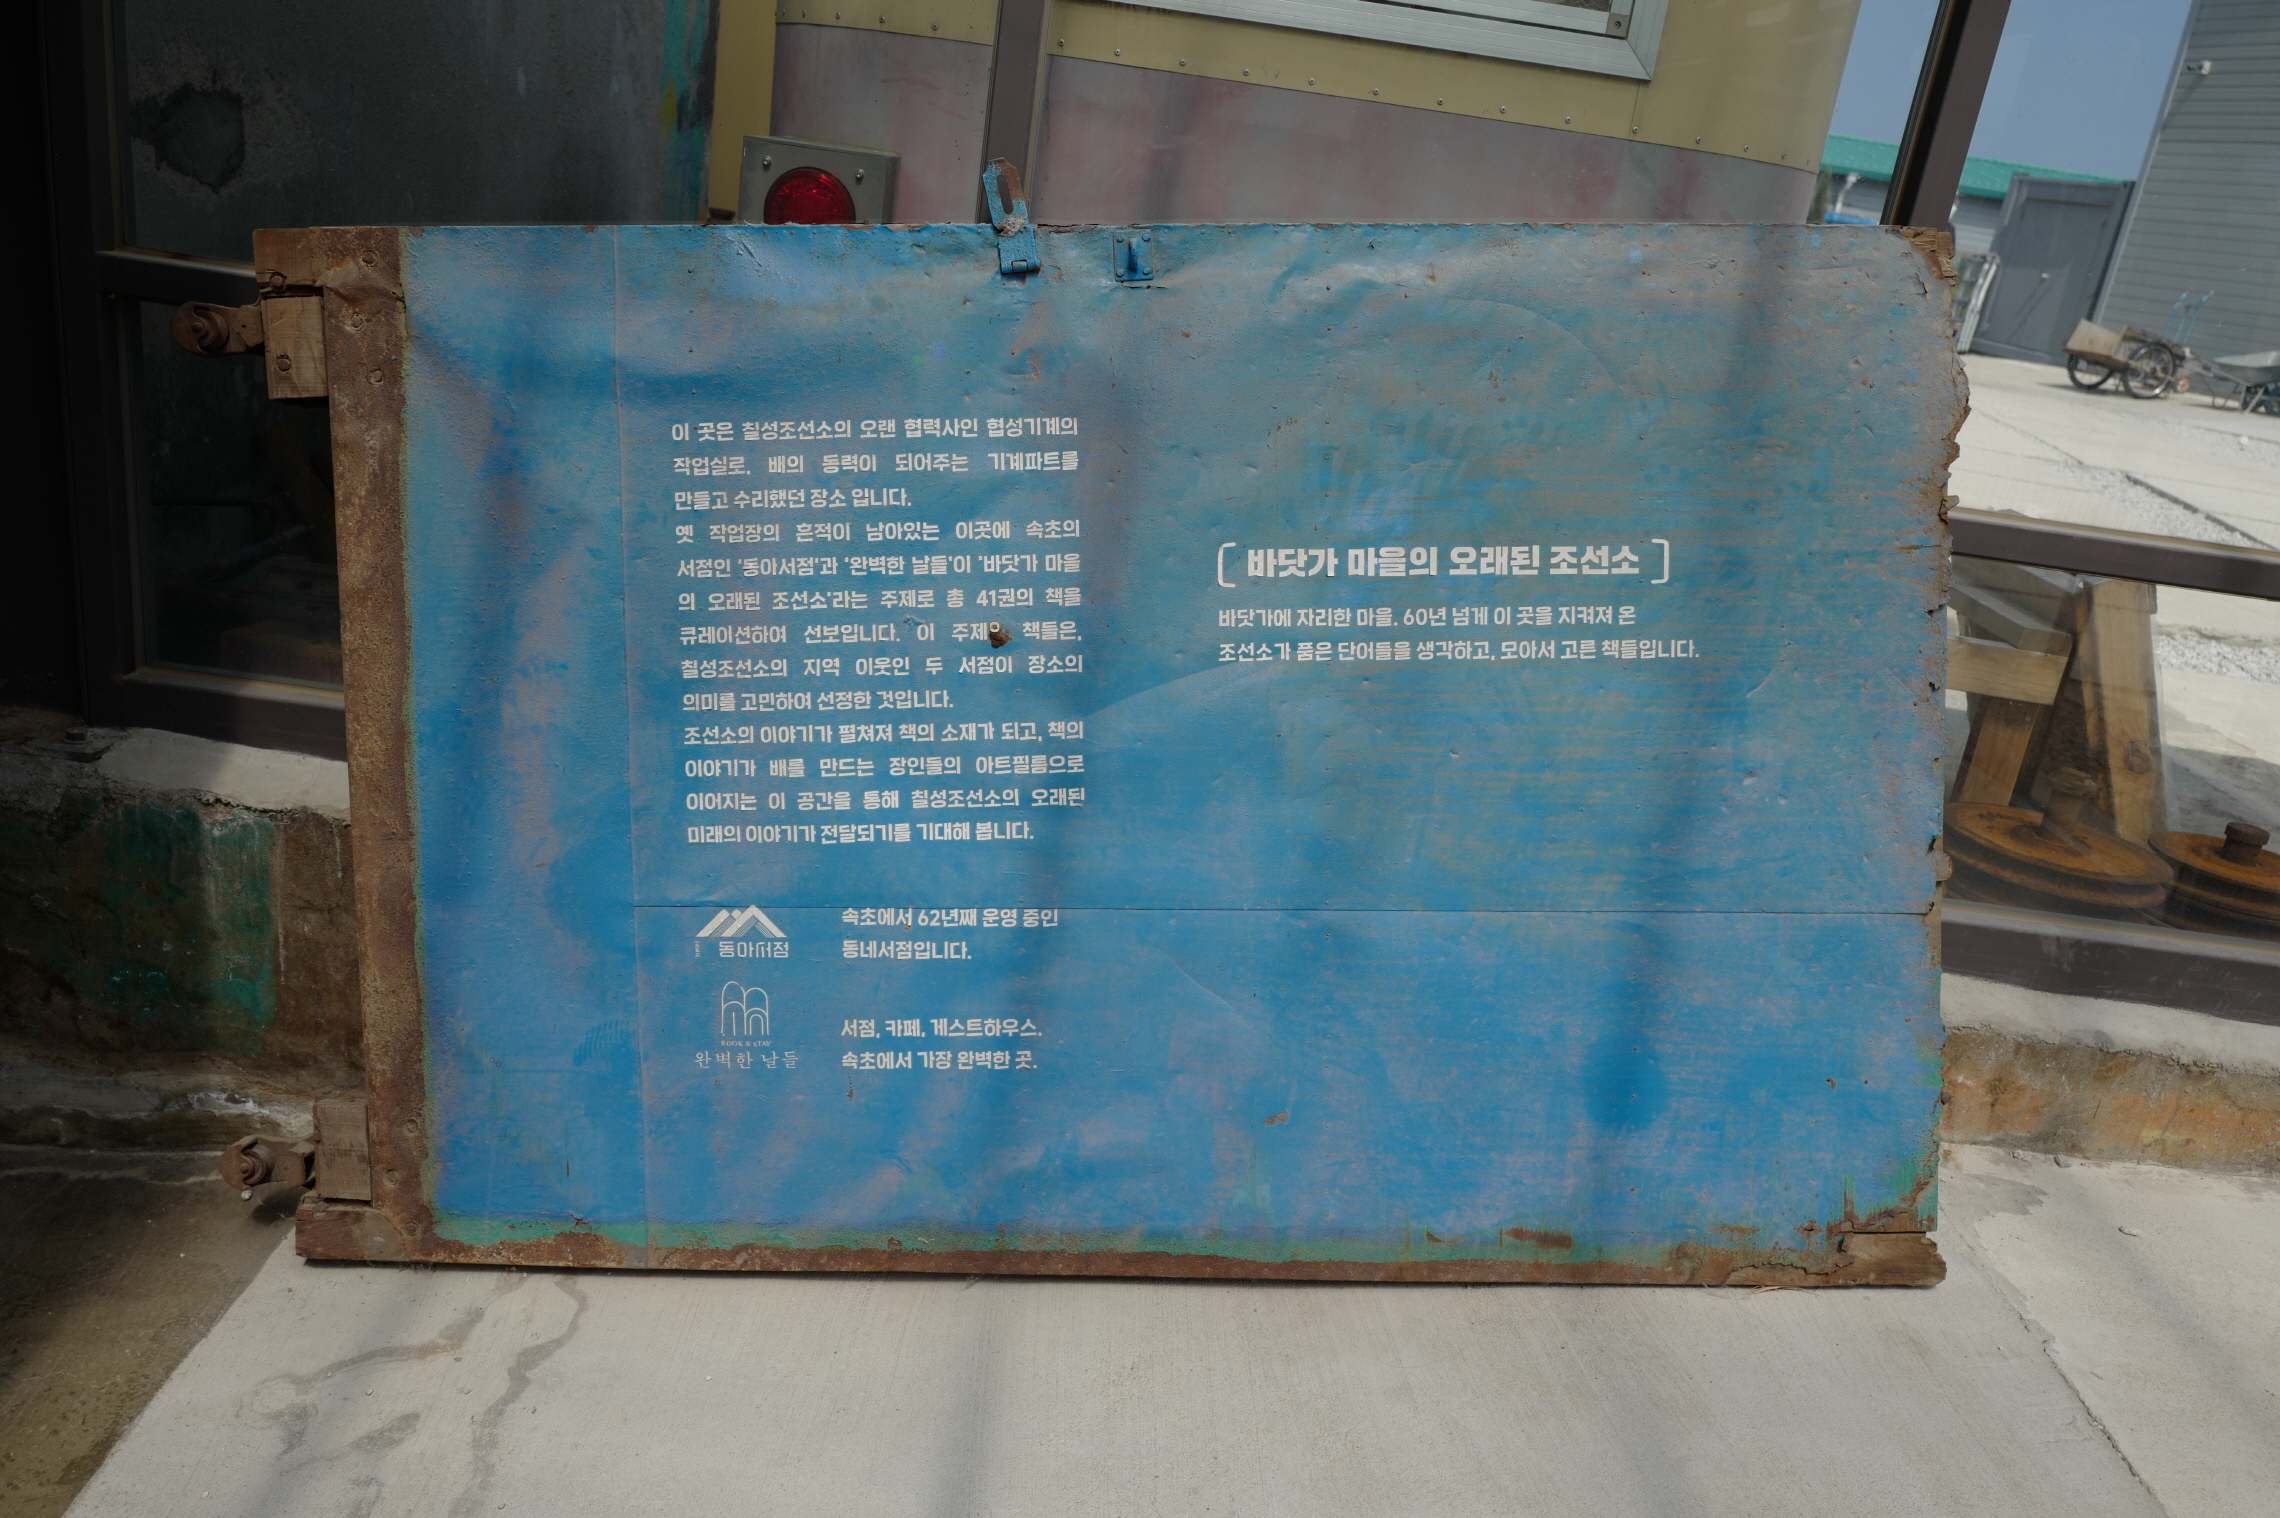 이 곳은 칠성조선소의 오랜 협력사인 협성기계의
작업실로, 배의 동력이 되어주는 기계파트를
만들고 수리했던 장소 입니다.
옛 작업장의 흔적이 남아있는 이곳에 속초의
서점인 '동아서점'과 '완벽한 날들'이 '바닷가 마을
의 오래된 조선소'라는 주제로 총 41권의 책을
큐레이션하여 선보입니다. 이 주제 책들은,
칠성조선소의 지역 이웃인 두 서점이 장소의
의미를 고민하여 선정한 것입니다.
조선소의 이야기가 펼쳐져 책의 소재가 되고, 책의
이야기가 배를 만드는 장인들의 아트필름으로
이어지는 이 공간을 통해 칠성조선소의 오래된
미래의 이야기가 전달되기를 기대해 봅니다.
동아서점
속초에서 62년째 운영 중인
동네서점입니다.
BOOK & STAY
완벽한 날들
서점, 카페, 게스트하우스.
속초에서 가장 완벽한 곳.
[ 바닷가 마을의 오래된 조선소 ]
바닷가에 자리한 마을. 60년 넘게 이 곳을 지켜져 온
조선소가 품은 단어들을 생각하고, 모아서 고른 책들입니다.